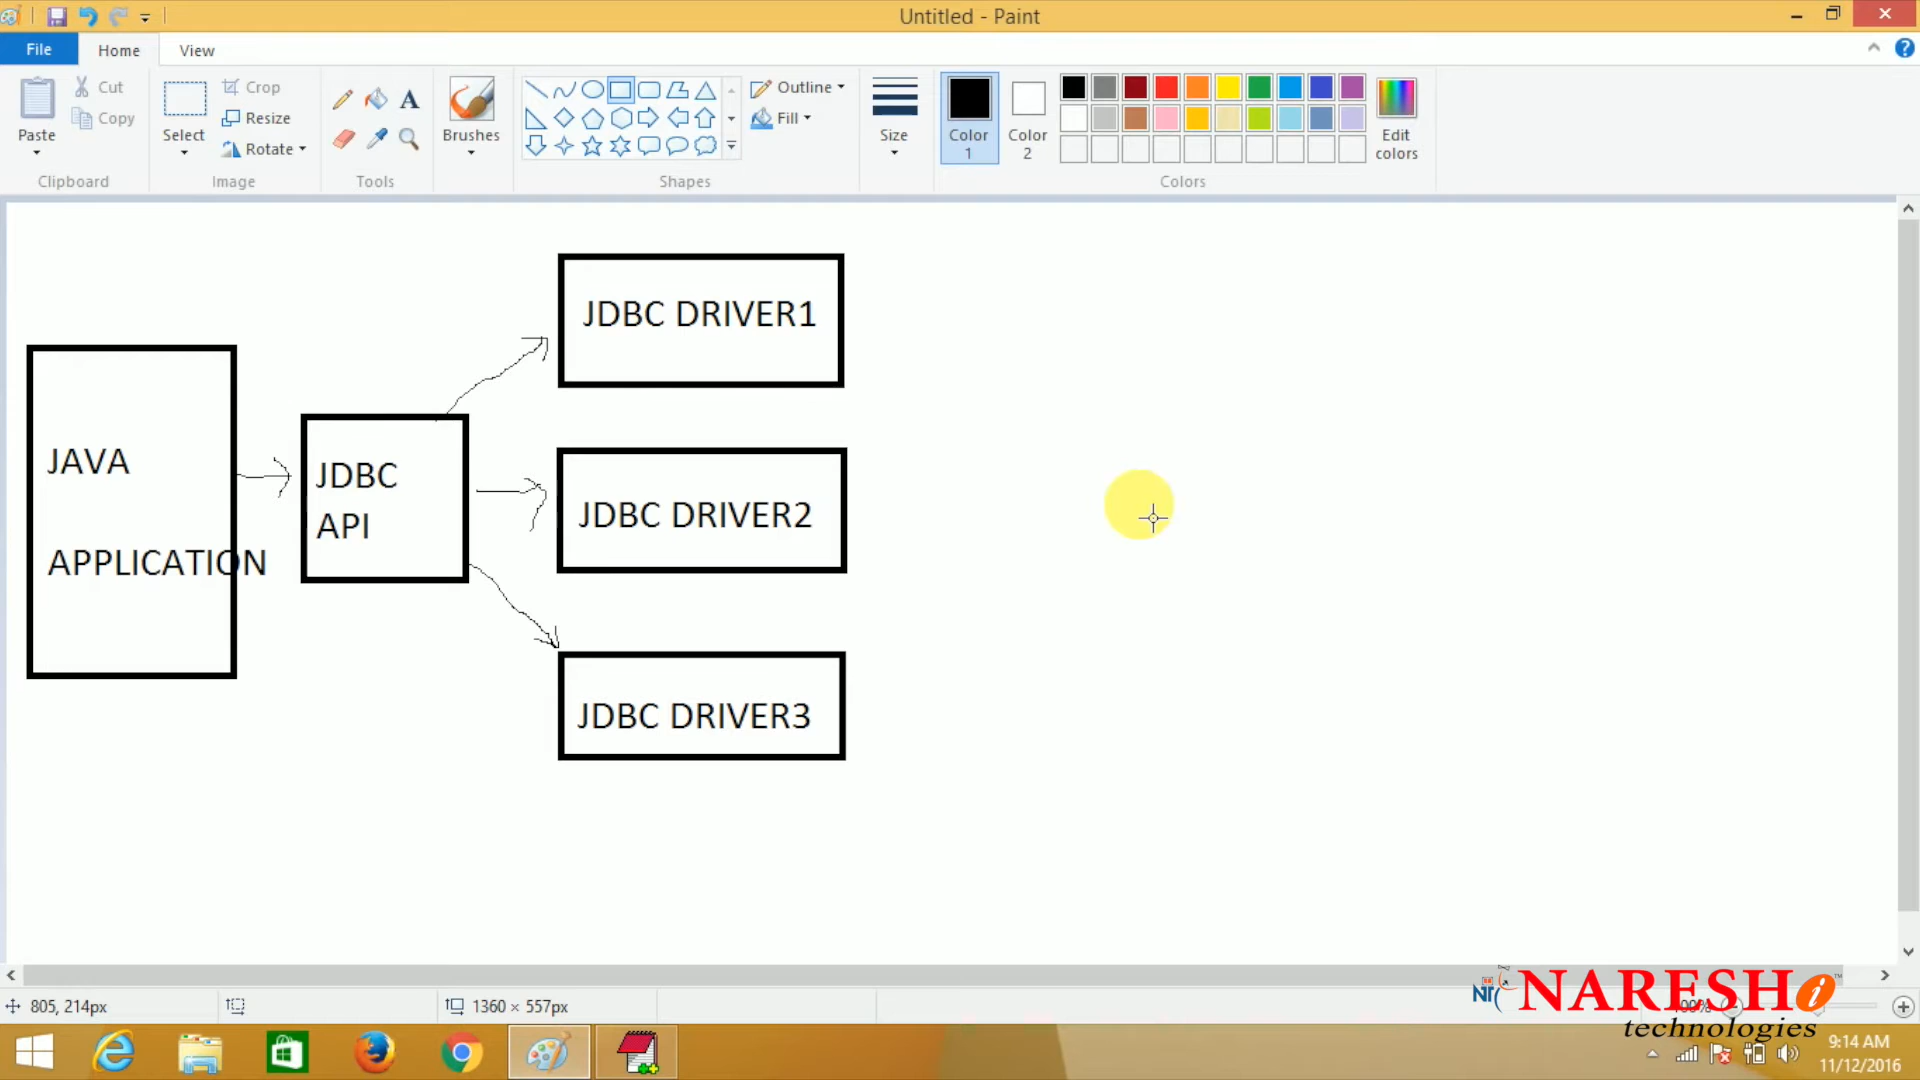 Untitled - Paint
File
Home
View
Paste
Cut
Copy
Clipboard
Select
Crop
Resize
Rotate
Image
Tools
Brushes
Shapes
Outline
Fill
Size
Color
1
Color
2
Edit
colors
Colors
JDBC DRIVER1
JAVA
APPLICATION
JDBC
API
JDBC DRIVER2
JDBC DRIVER3
805, 214px
1360 × 557px
100%
NARESH i
technologies
9:14 AM
11/12/2016